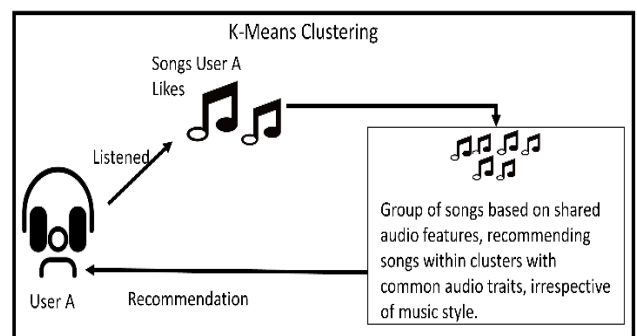 K-Means Clustering
Songs User A
Likes
Listened
Group of songs based on shared
audio features, recommending
songs within clusters with
common audio traits, irrespective
of music style.
User A
Recommendation